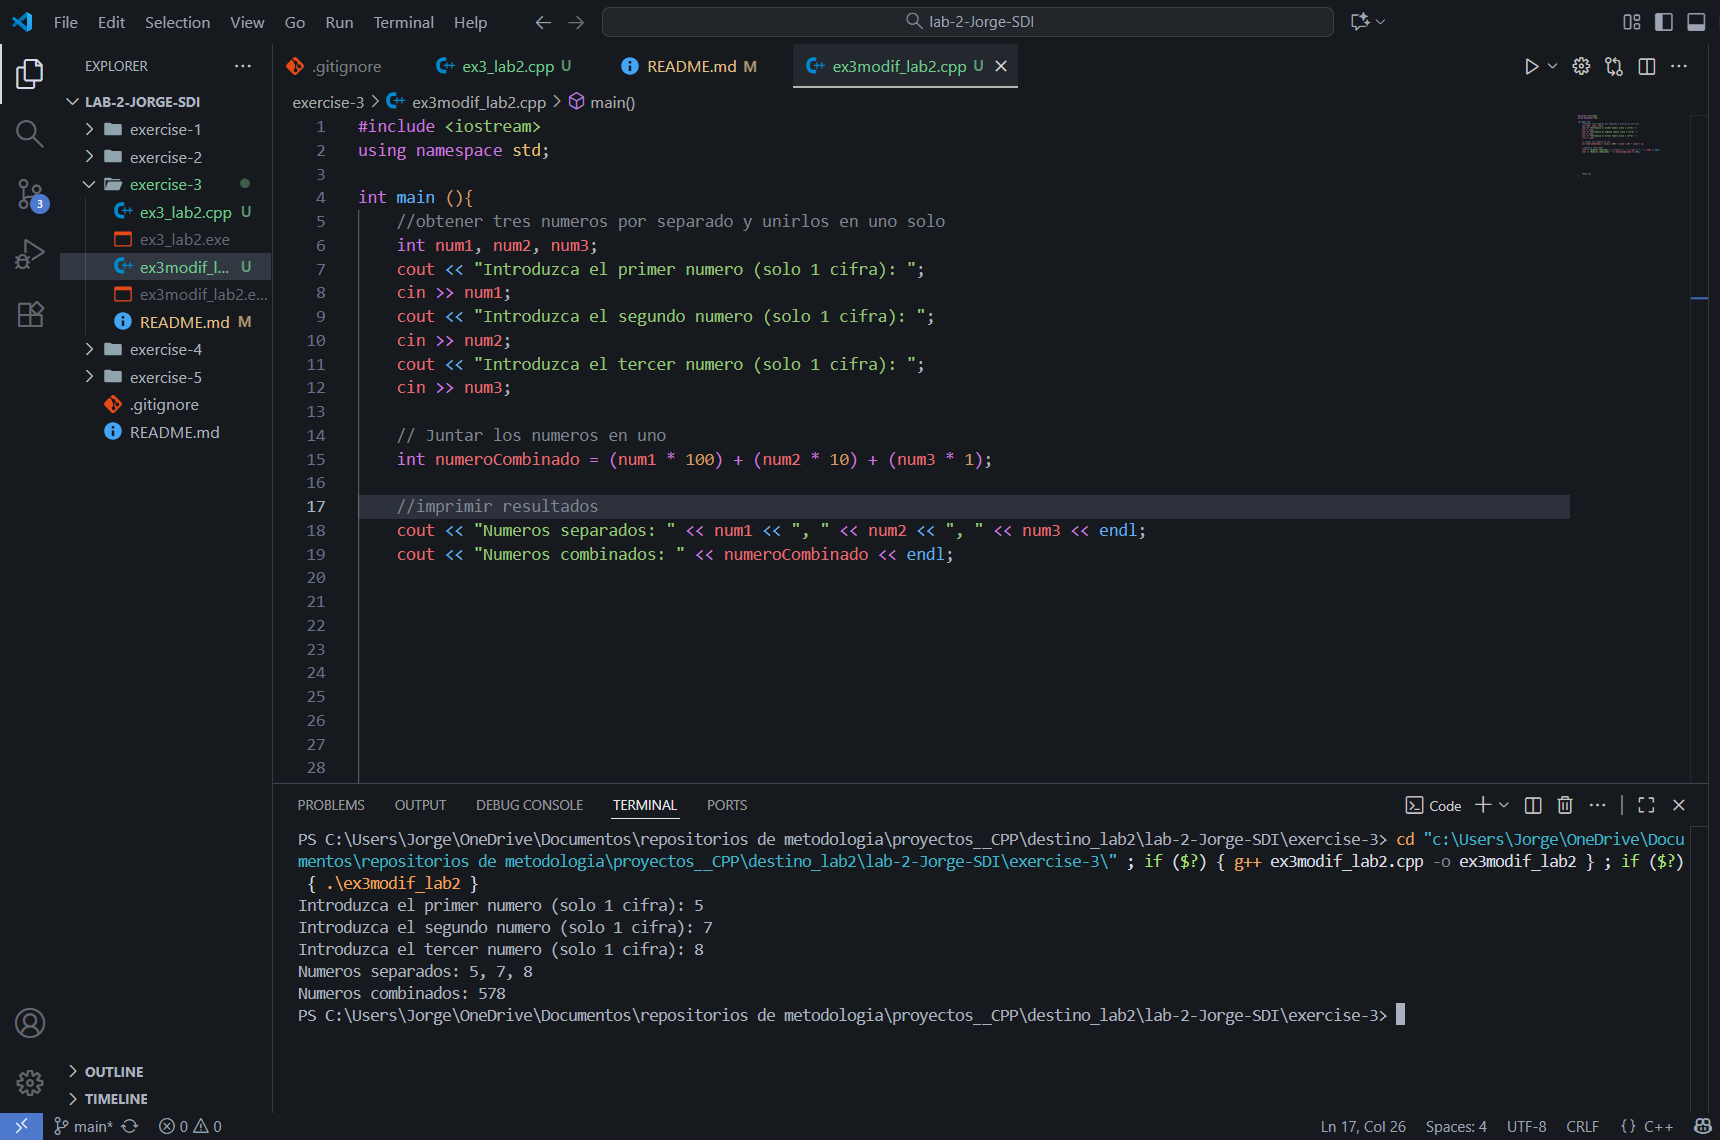 File Edit Selection View Go Run Terminal Help
lab-2-Jorge-SDI
EXPLORER
LAB-2-JORGE-SDI
exercise-1
exercise-2
exercise-3
ex3_lab2.cpp U
ex3_lab2.exe
ex3modif_l... U
ex3modif_lab2.e...
README.md M
exercise-4
exercise-5
.gitignore
README.md
3
OUTLINE
TIMELINE
.gitignore ex3_lab2.cpp U README.md M ex3modif_lab2.cpp U
exercise-3 > ex3modif_lab2.cpp > main()
1 #include <iostream>
2 using namespace std;
3
4 int main (){
5 //obtener tres numeros por separado y unirlos en uno solo
6 int num1, num2, num3;
7 cout << "Introduzca el primer numero (solo 1 cifra): ";
8 cin >> num1;
9 cout << "Introduzca el segundo numero (solo 1 cifra): ";
10 cin >> num2;
11 cout << "Introduzca el tercer numero (solo 1 cifra): ";
12 cin >> num3;
13
14 // Juntar los numeros en uno
15 int numeroCombinado = (num1 * 100) + (num2 * 10) + (num3 * 1);
16
17 //imprimir resultados
18 cout << "Numeros separados: " << num1 << ", " << num2 << ", " << num3 << endl;
19 cout << "Numeros combinados: " << numeroCombinado << endl;
20
21
22
23
24
25
26
27
28
PROBLEMS OUTPUT DEBUG CONSOLE TERMINAL PORTS
Code
PS C:\Users\Jorge\OneDrive\Documentos\repositorios de metodologia\proyectos__CPP\destino_lab2\lab-2-Jorge-SDI\exercise-3> cd "c:\Users\Jorge\OneDrive\Docu
mentos\repositorios de metodologia\proyectos__CPP\destino_lab2\lab-2-Jorge-SDI\exercise-3\" ; if ($?) { g++ ex3modif_lab2.cpp -o ex3modif_lab2 } ; if ($?)
{ .\ex3modif_lab2 }
Introduzca el primer numero (solo 1 cifra): 5
Introduzca el segundo numero (solo 1 cifra): 7
Introduzca el tercer numero (solo 1 cifra): 8
Numeros separados: 5, 7, 8
Numeros combinados: 578
PS C:\Users\Jorge\OneDrive\Documentos\repositorios de metodologia\proyectos__CPP\destino_lab2\lab-2-Jorge-SDI\exercise-3>
main* 0 0 Ln 17, Col 26 Spaces: 4 UTF-8 CRLF {} C++